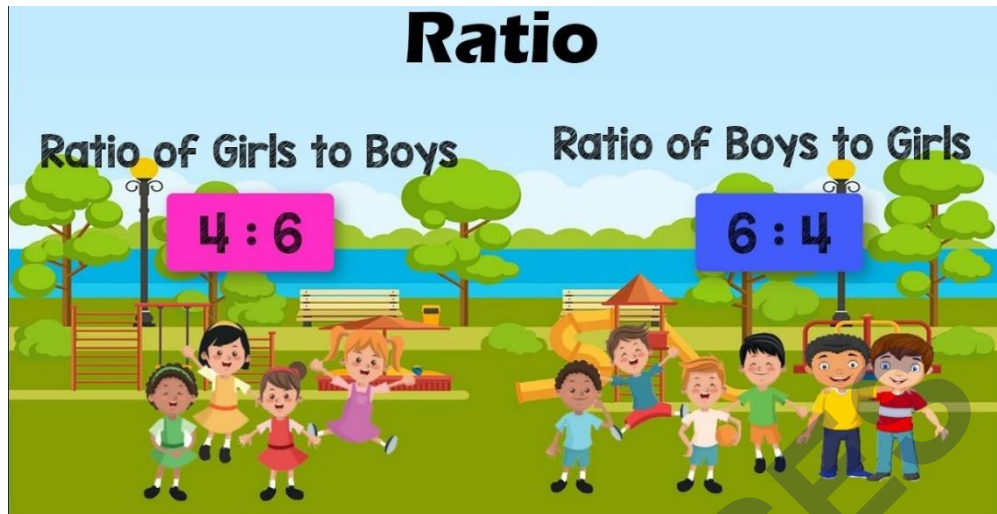 Ratio
Ratio of Girls to Boys
4 : 6
Ratio of Boys to Girls
6 : 4